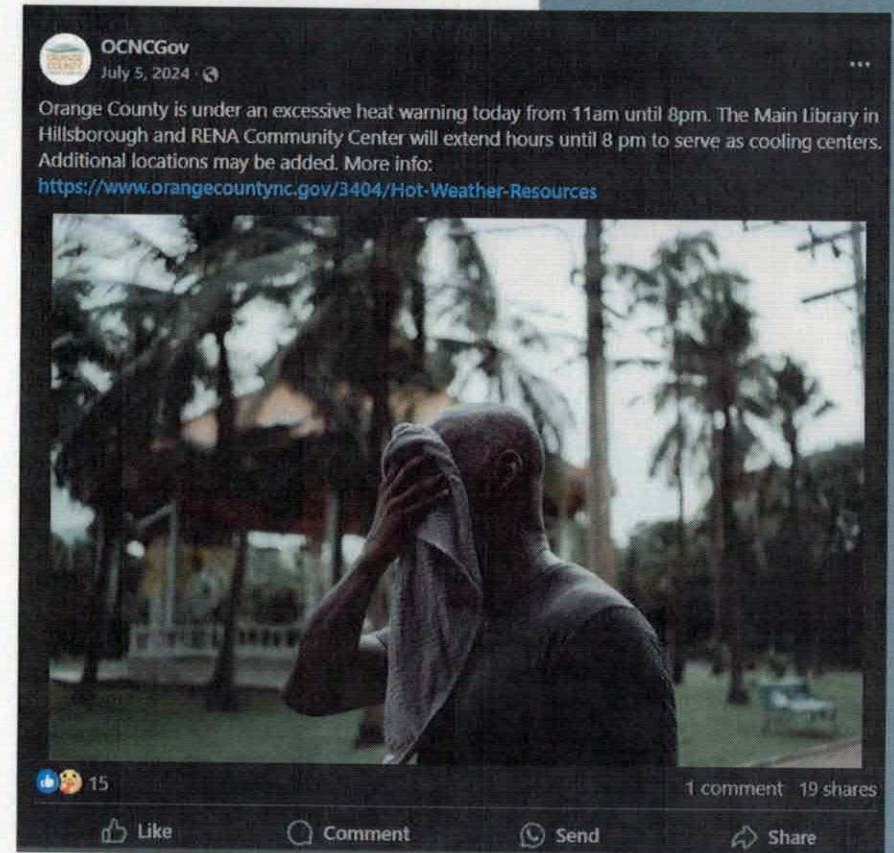 OCNCGov
July 5, 2024 ·
Orange County is under an excessive heat warning today from 11am until 8pm. The Main Library in
Hillsborough and RENA Community Center will extend hours until 8 pm to serve as cooling centers.
Additional locations may be added. More info:
https://www.orangecountync.gov/3404/Hot-Weather-Resources
15
1 comment 19 shares
Like Comment Send Share